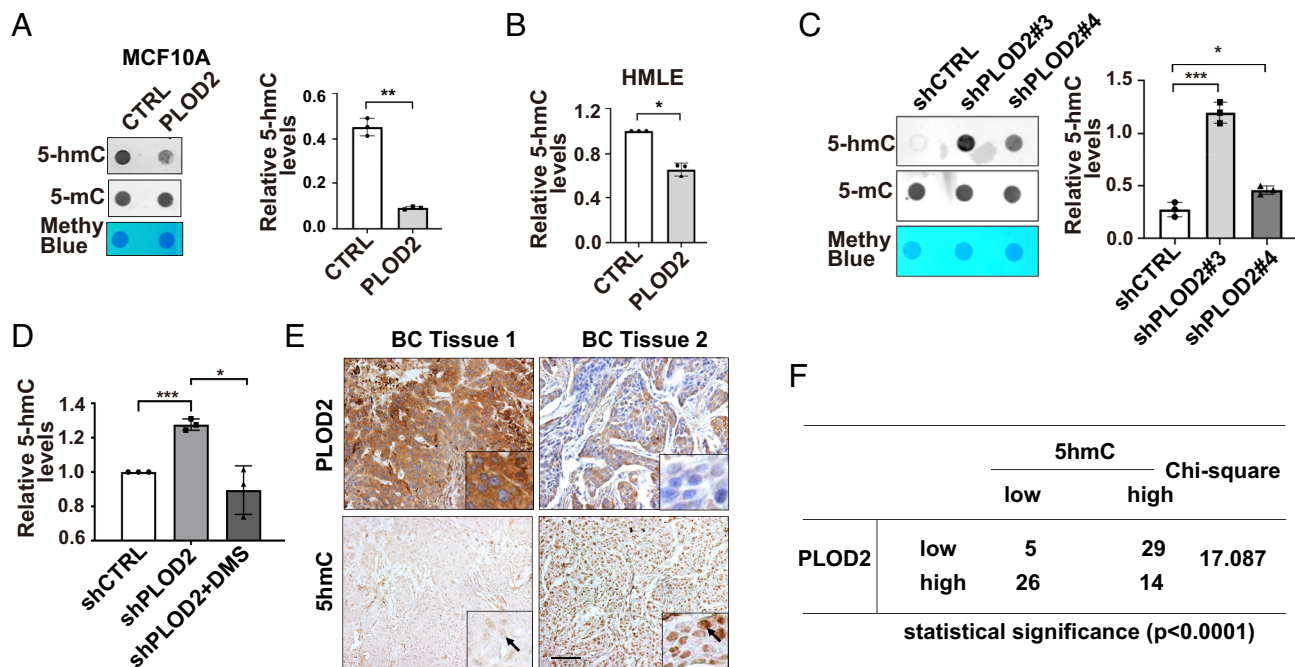 A
MCF10A
CTRL
PLOD2
5-hmC
5-mC
Methy
Blue
Relative 5-hmC
levels
0.6
0.4
0.2
0.0
**
CTRL
PLOD2
B
HMLE
Relative 5-hmC
levels
1.2
0.9
0.6
0.3
0.0
*
CTRL
PLOD2
C
shCTRL
shPLOD2#3
shPLOD2#4
5-hmC
5-mC
Methy
Blue
Relative 5-hmC
levels
1.5
1.0
0.5
0.0
*
***
shCTRL
shPLOD2#3
shPLOD2#4
D
Relative 5-hmC
levels
1.4
1.2
1.0
0.8
0.6
***
*
shCTRL
shPLOD2
shPLOD2+DMS
E
BC Tissue 1 BC Tissue 2
PLOD2
5hmC
F
5hmC
Chi-square
low high
PLOD2
low 5 29
17.087
high 26 14
statistical significance (p<0.0001)